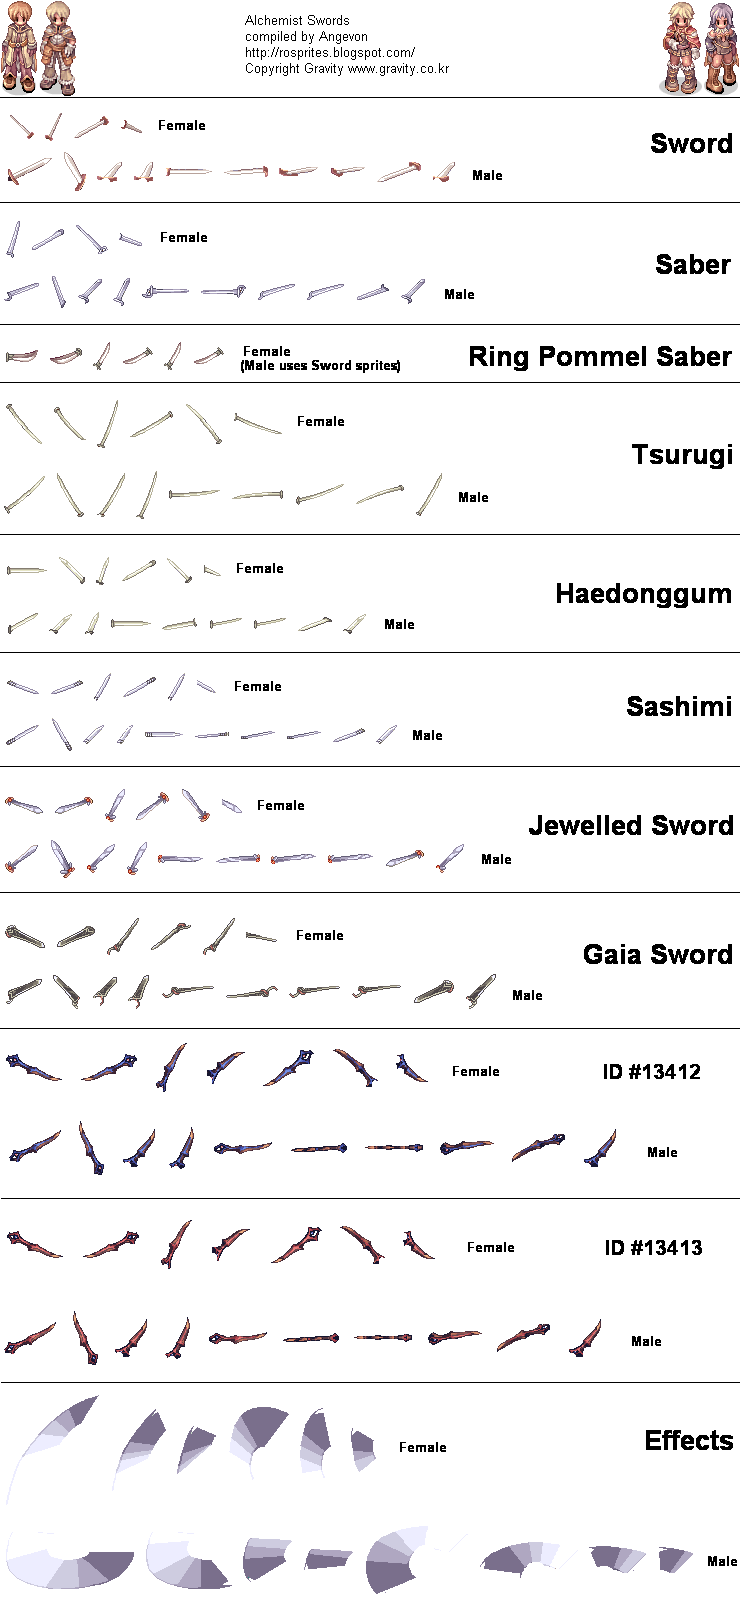 Alchemist Swords
compiled by Angevon
http://rosprites.blogspot.com/
Copyright Gravity www.gravity.co.kr
Female
Sword
Male
Female
Saber
Male
Female
(Male uses Sword sprites)
Ring Pommel Saber
Female
Tsurugi
Male
Female
Haedonggum
Male
Female
Sashimi
Male
Female
Jewelled Sword
Male
Female
Gaia Sword
Male
Female
ID #13412
Male
Female
ID #13413
Male
Female
Effects
Male